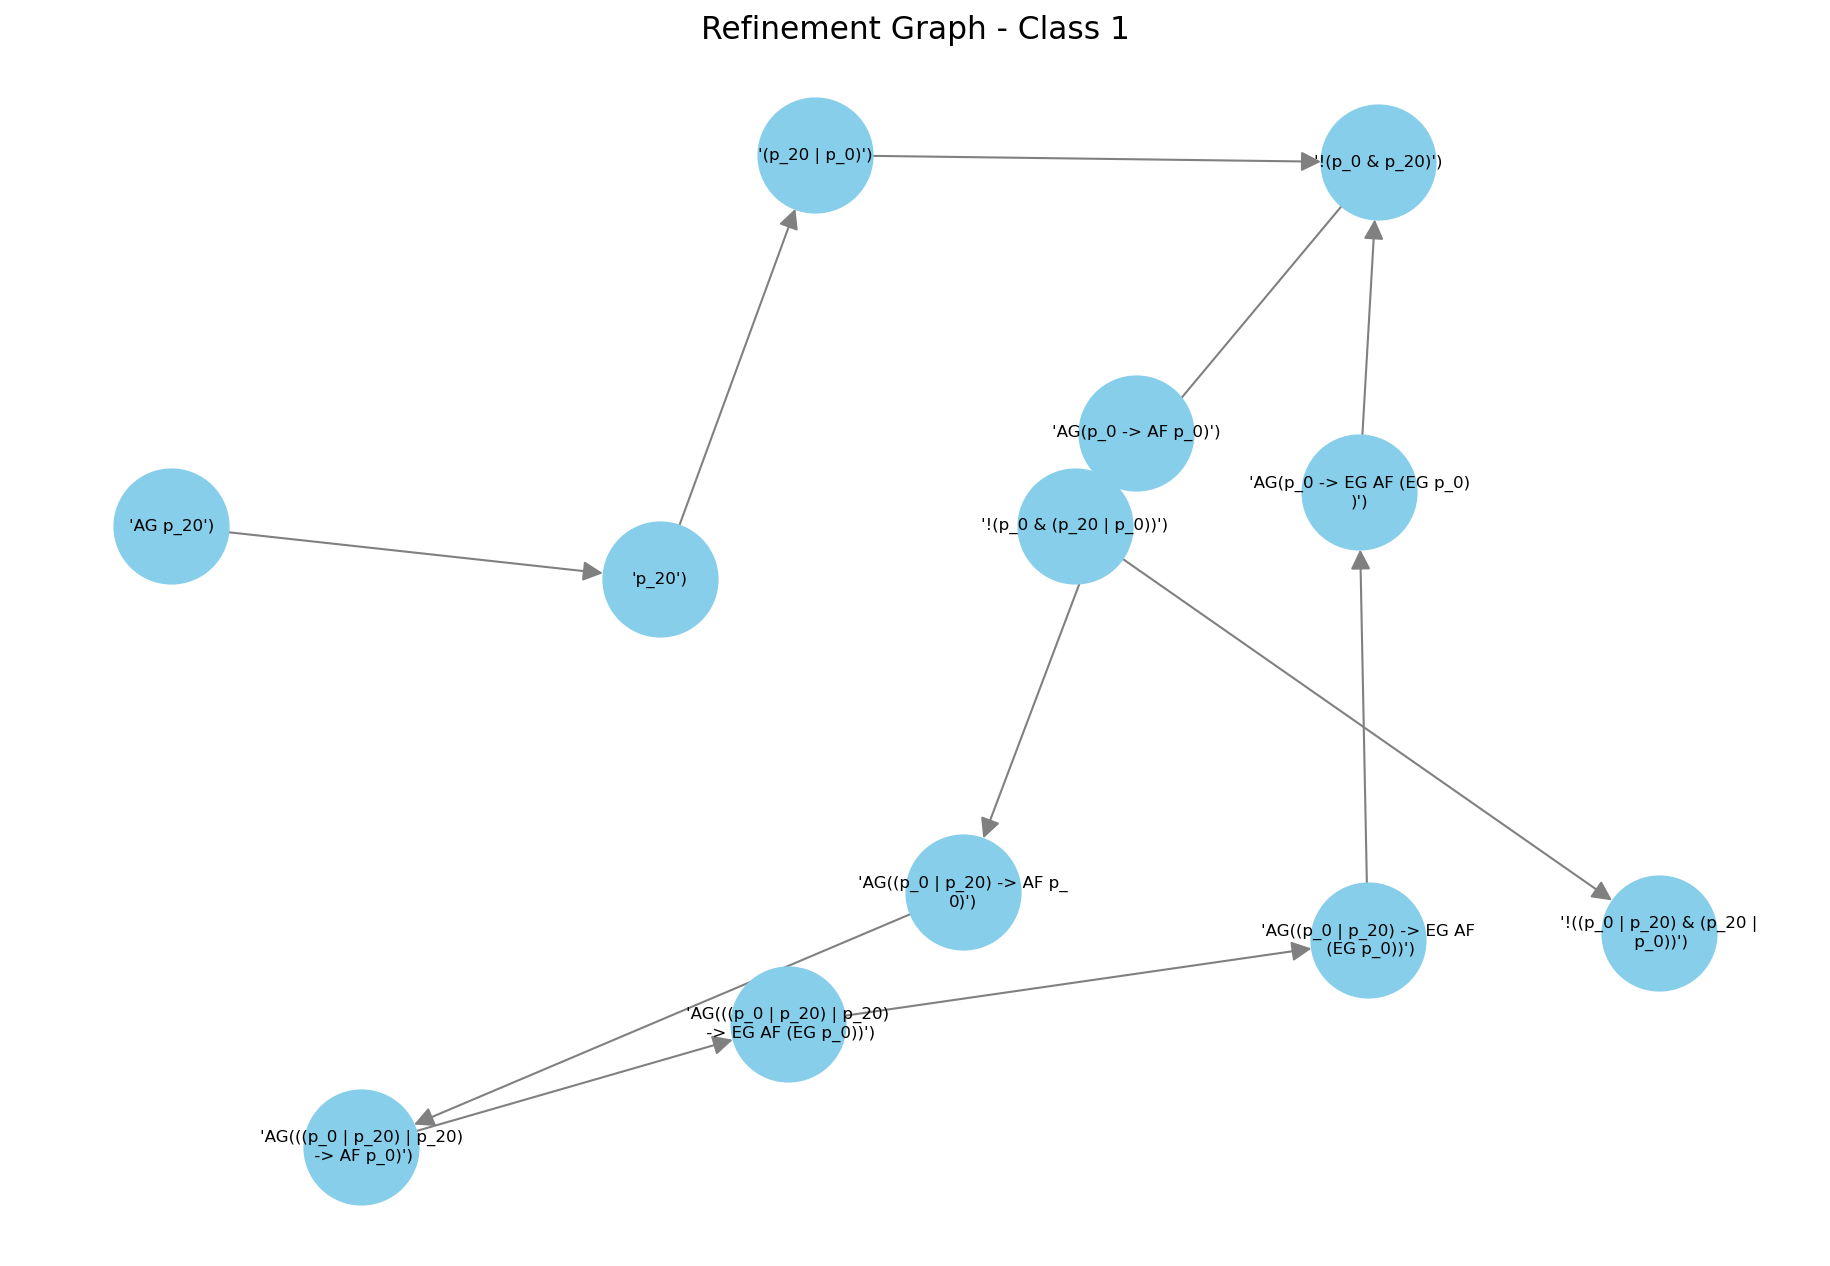 Refinement Graph - Class 1
'(p_20 | p_0)')
'!(p_0 & p_20)')
'AG(p_0 -> AF p_0)')
'AG(p_0 -> EG AF (EG p_0)
)')
'AG p_20')
'!(p_0 & (p_20 | p_0))')
'p_20')
'AG((p_0 | p_20) -> AF p_
0)')
'AG((p_0 | p_20) -> EG AF
(EG p_0))')
'!((p_0 | p_20) & (p_20 |
p_0))')
'AG(((p_0 | p_20) | p_20)
-> EG AF (EG p_0))')
'AG(((p_0 | p_20) | p_20)
-> AF p_0)')